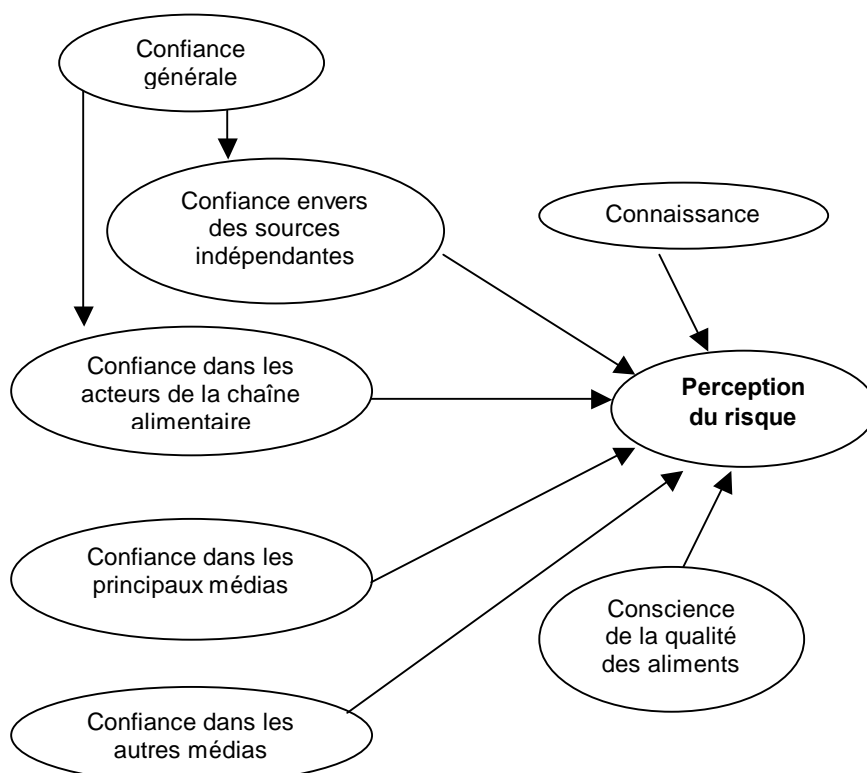 Confiance
générale
Confiance envers
des sources
indépendantes
Connaissance
Confiance dans les
acteurs de la chaîne
alimentaire
Perception
du risque
Confiance dans les
principaux médias
Conscience
de la qualité
des aliments
Confiance dans les
autres médias